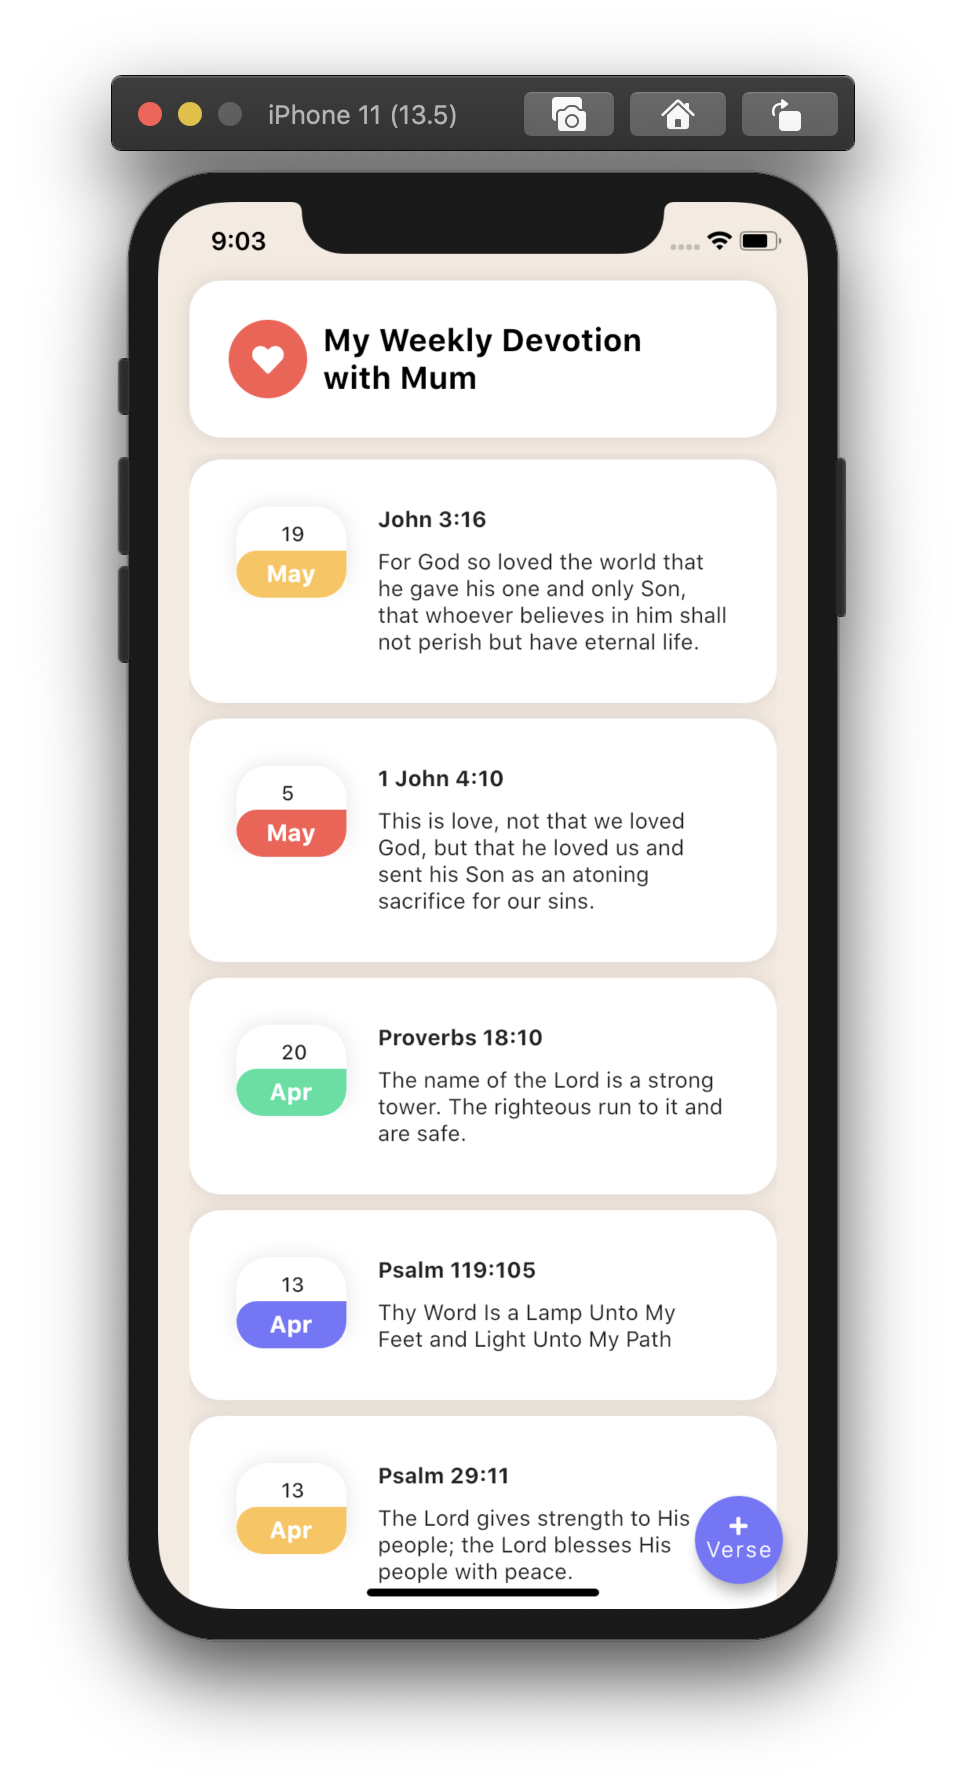 iPhone 11 (13.5)
9:03
My Weekly Devotion
with Mum
19
May
John 3:16
For God so loved the world that
he gave his one and only Son,
that whoever believes in him shall
not perish but have eternal life.
5
May
1 John 4:10
This is love, not that we loved
God, but that he loved us and
sent his Son as an atoning
sacrifice for our sins.
20
Apr
Proverbs 18:10
The name of the Lord is a strong
tower. The righteous run to it and
are safe.
13
Apr
Psalm 119:105
Thy Word Is a Lamp Unto My
Feet and Light Unto My Path
13
Apr
Psalm 29:11
The Lord gives strength to His
people; the Lord blesses His
people with peace.
+
Verse